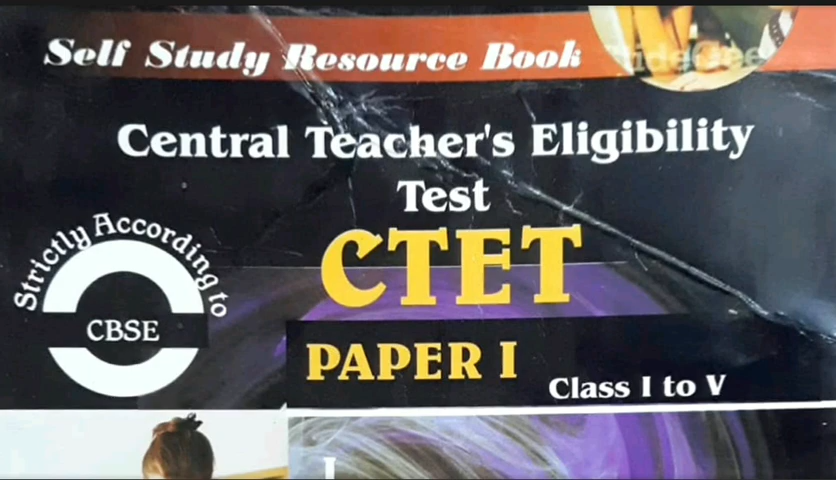 Self Study Resource Book
Central Teacher's Eligibility
Test
CTET
Strictly According to
CBSE
PAPER I
Class I to V